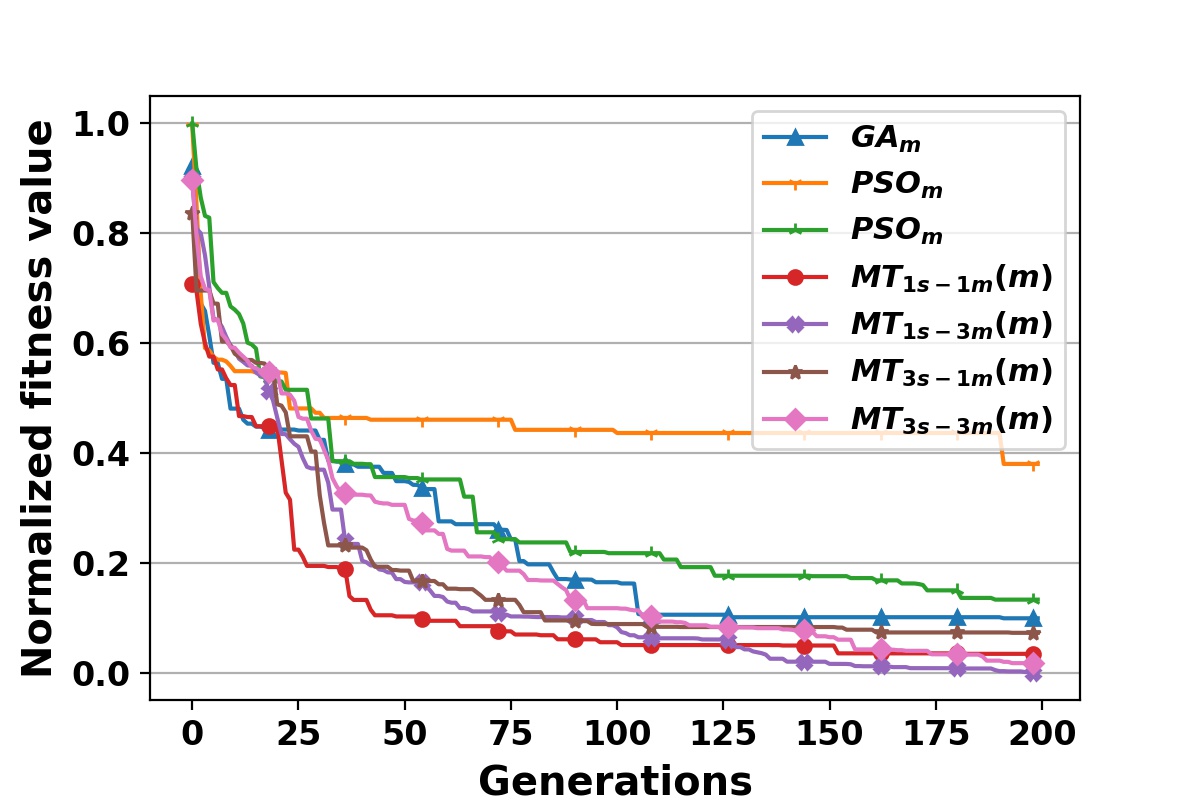 Normalized fitness value
1.0
0.8
0.6
0.4
0.2
0.0
GAm
PSOm
PSOm
MT1s−1m(m)
MT1s−3m(m)
MT3s−1m(m)
MT3s−3m(m)
0 25 50 75 100 125 150 175 200
Generations